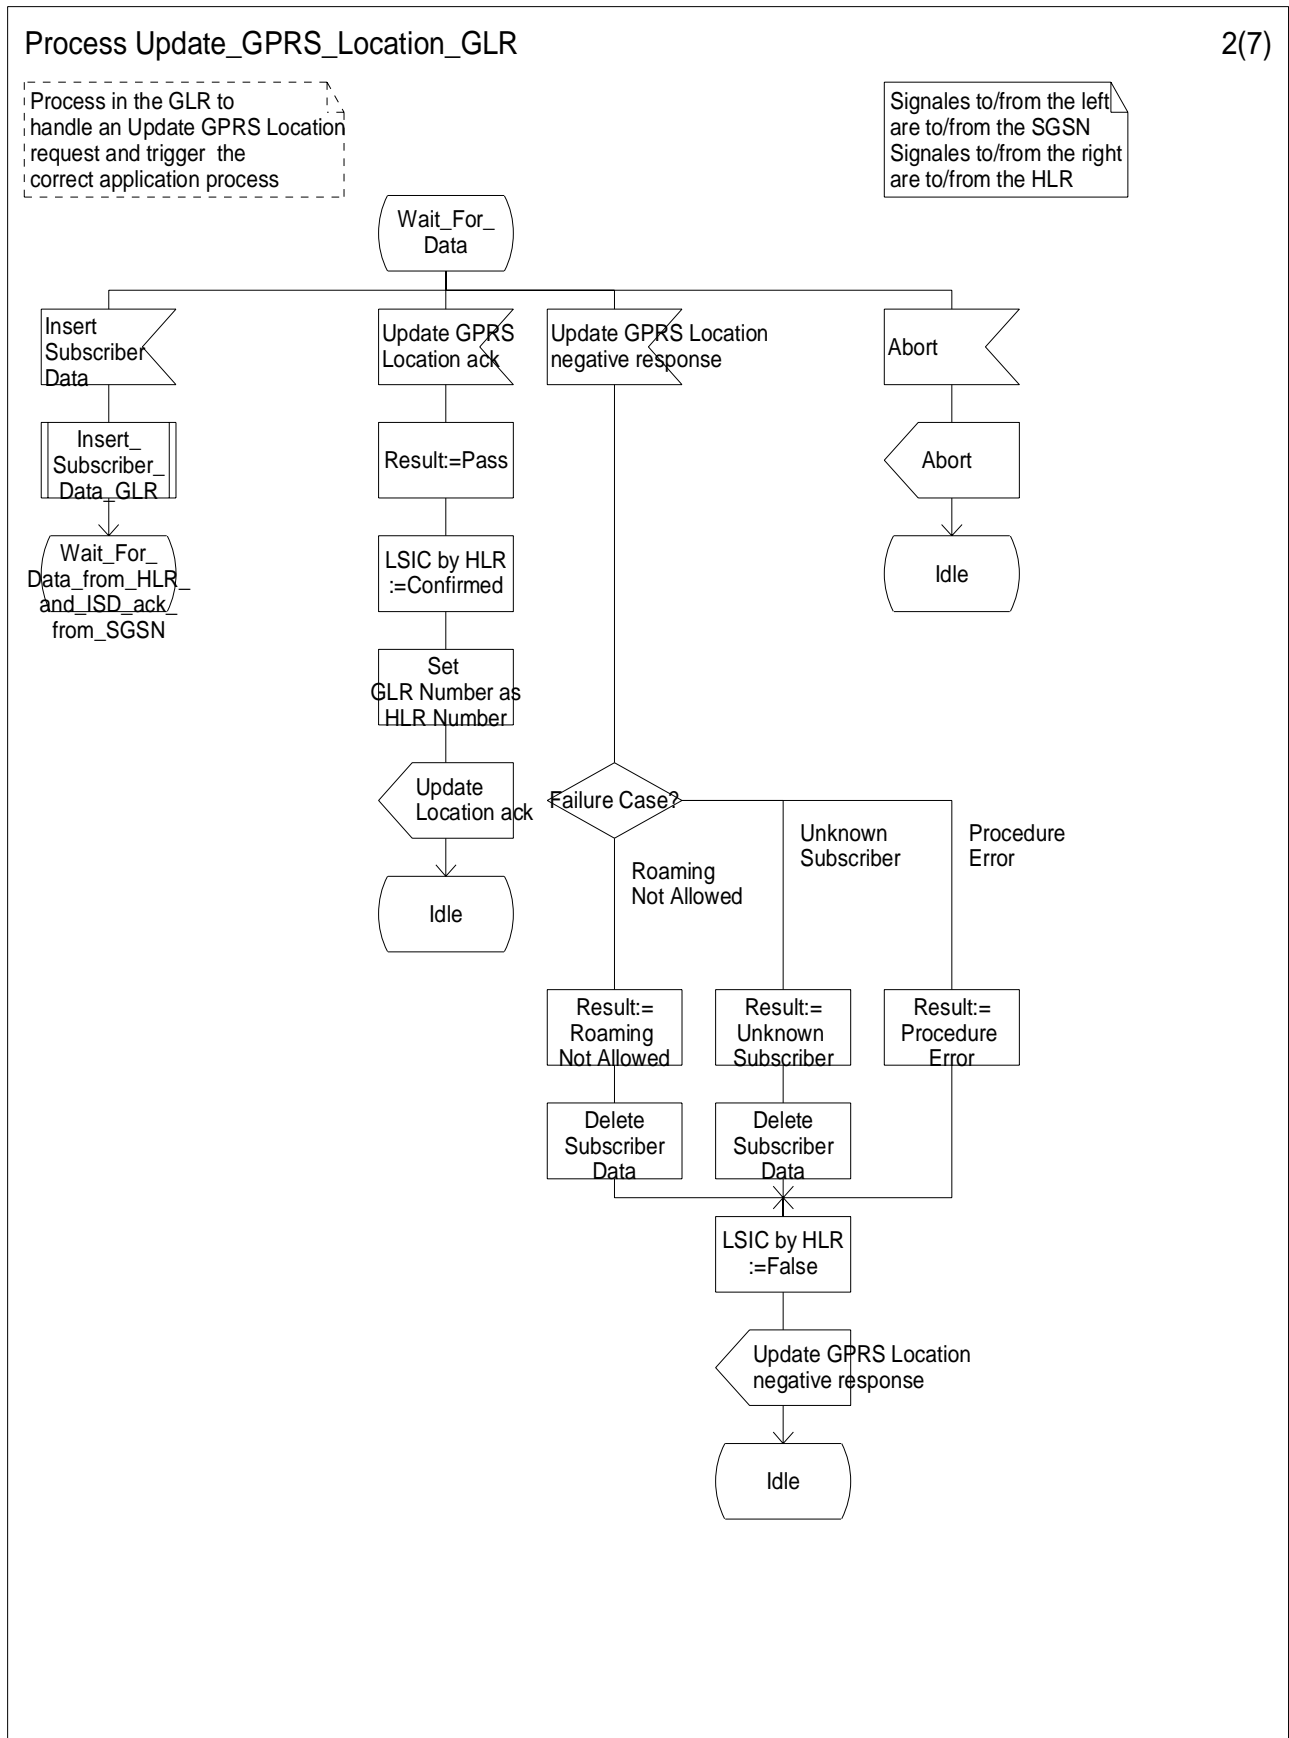 Process Update_GPRS_Location_GLR
2(7)
Process in the GLR to
handle an Update GPRS Location
request and trigger the
correct application process
Signales to/from the left
are to/from the SGSN
Signales to/from the right
are to/from the HLR
Wait_For_
Data
Insert
Subscriber
Data
Update GPRS
Location ack
Update GPRS Location
negative response
Abort
Insert_
Subscriber_
Data_GLR
Result:=Pass
Abort
Wait_For_
Data_from_HLR_
and_ISD_ack_
from_SGSN
LSIC by HLR
:=Confirmed
Idle
Set
GLR Number as
HLR Number
Update
Location ack
Failure Case?
Unknown
Subscriber
Procedure
Error
Roaming
Not Allowed
Idle
Result:=
Roaming
Not Allowed
Result:=
Unknown
Subscriber
Result:=
Procedure
Error
Delete
Subscriber
Data
Delete
Subscriber
Data
LSIC by HLR
:=False
Update GPRS Location
negative response
Idle